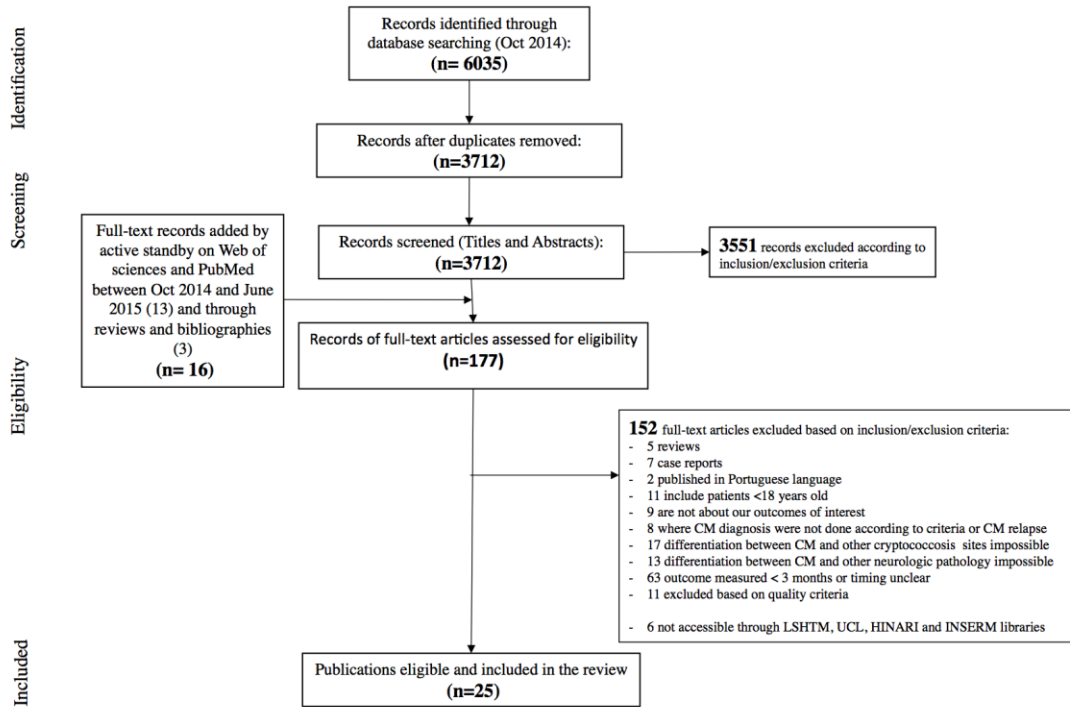 Identification
Records identified through
database searching (Oct 2014):
(n= 6035)
Records after duplicates removed:
(n=3712)
Screening
Full-text records added by
active standby on Web of
sciences and PubMed
between Oct 2014 and June
2015 (13) and through
reviews and bibliographies
(3)
(n= 16)
Records screened (Titles and Abstracts):
(n=3712)
3551 records excluded according to
inclusion/exclusion criteria
Eligibility
Records of full-text articles assessed for eligibility
(n=177)
152 full-text articles excluded based on inclusion/exclusion criteria:
- 5 reviews
- 7 case reports
- 2 published in Portuguese language
- 11 include patients <18 years old
- 9 are not about our outcomes of interest
- 8 where CM diagnosis were not done according to criteria or CM relapse
- 17 differentiation between CM and other cryptococcosis sites impossible
- 13 differentiation between CM and other neurologic pathology impossible
- 63 outcome measured < 3 months or timing unclear
- 11 excluded based on quality criteria
- 6 not accessible through LSHTM, UCL, HINARI and INSERM libraries
Included
Publications eligible and included in the review
(n=25)